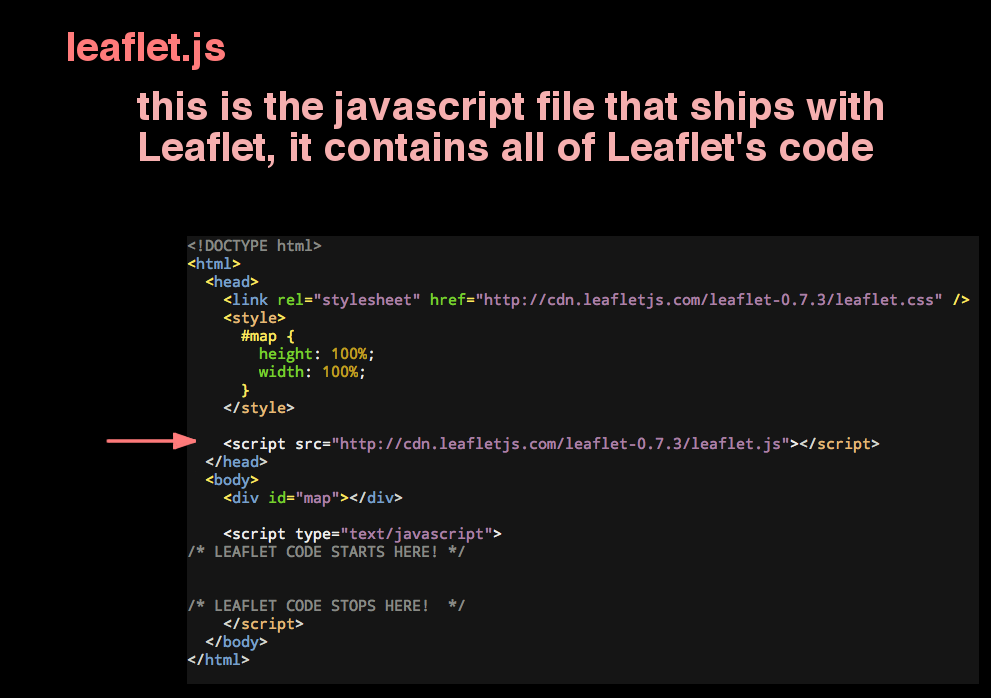 leaflet.js
this is the javascript file that ships with
Leaflet, it contains all of Leaflet's code
<!DOCTYPE html>
<html>
  <head>
    <link rel="stylesheet" href="http://cdn.leafletjs.com/leaflet-0.7.3/leaflet.css" />
    <style>
      #map {
        height: 100%;
        width: 100%;
      }
    </style>
    <script src="http://cdn.leafletjs.com/leaflet-0.7.3/leaflet.js"></script>
  </head>
  <body>
    <div id="map"></div>
    <script type="text/javascript">
/* LEAFLET CODE STARTS HERE! */
/* LEAFLET CODE STOPS HERE!  */
    </script>
  </body>
</html>